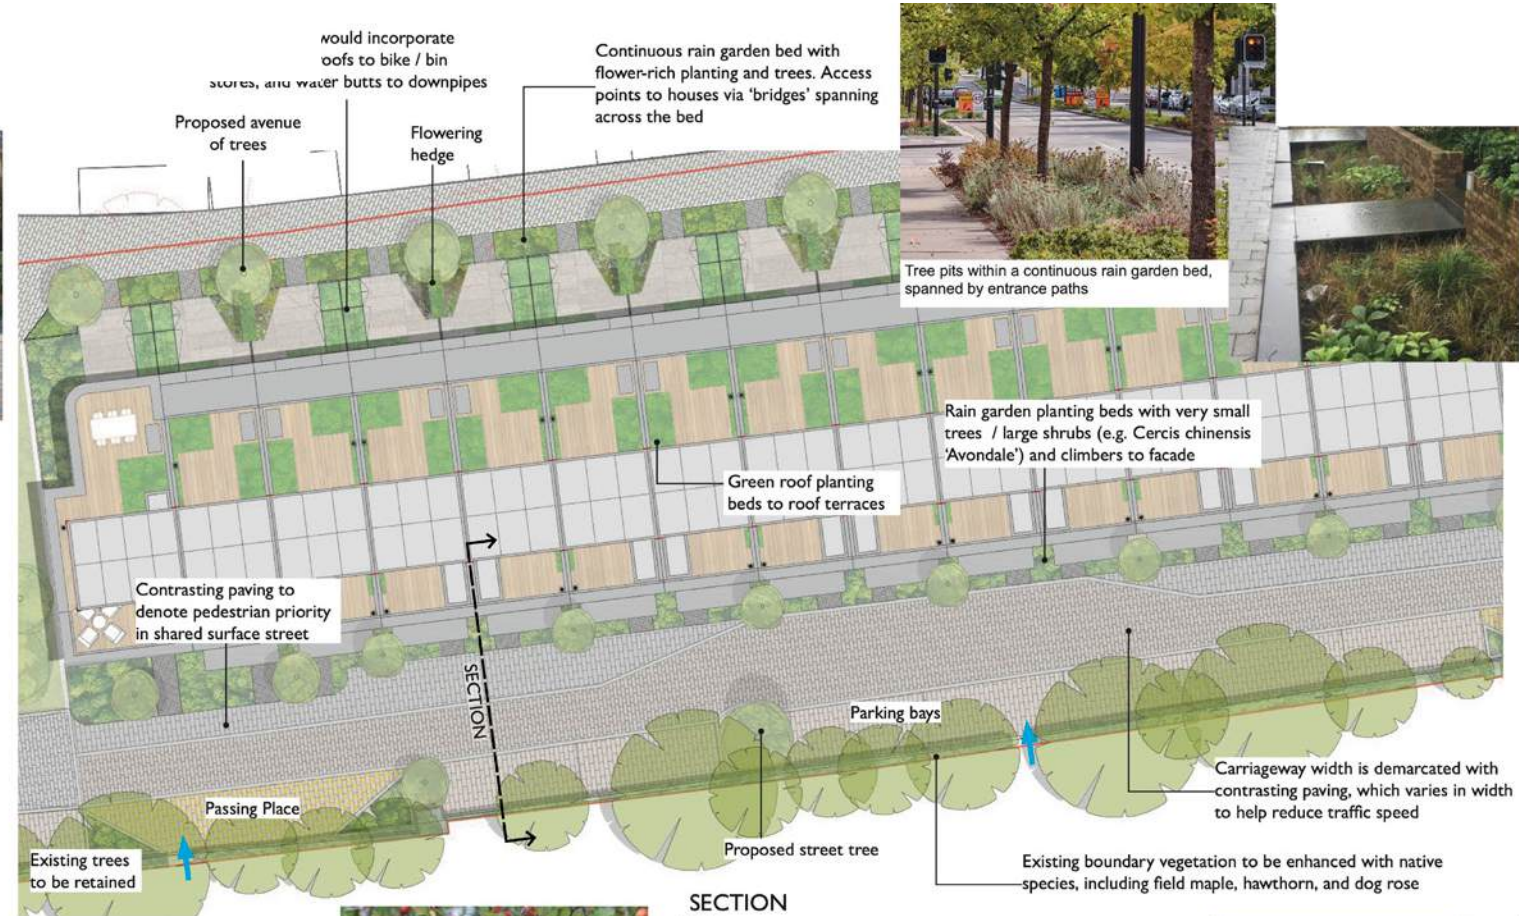 would incorporate
oofs to bike / bin
stores, and water butts to downpipes
Continuous rain garden bed with
flower-rich planting and trees. Access
points to houses via ‘bridges’ spanning
across the bed
Proposed avenue
of trees
Flowering
hedge
Tree pits within a continuous rain garden bed,
spanned by entrance paths
Rain garden planting beds with very small
trees / large shrubs (e.g. Cercis chinensis
‘Avondale’) and climbers to facade
Green roof planting
beds to roof terraces
Contrasting paving to
denote pedestrian priority
in shared surface street
SECTION
Parking bays
Passing Place
Carriageway width is demarcated with
contrasting paving, which varies in width
to help reduce traffic speed
Proposed street tree
Existing trees
to be retained
Existing boundary vegetation to be enhanced with native
species, including field maple, hawthorn, and dog rose
SECTION